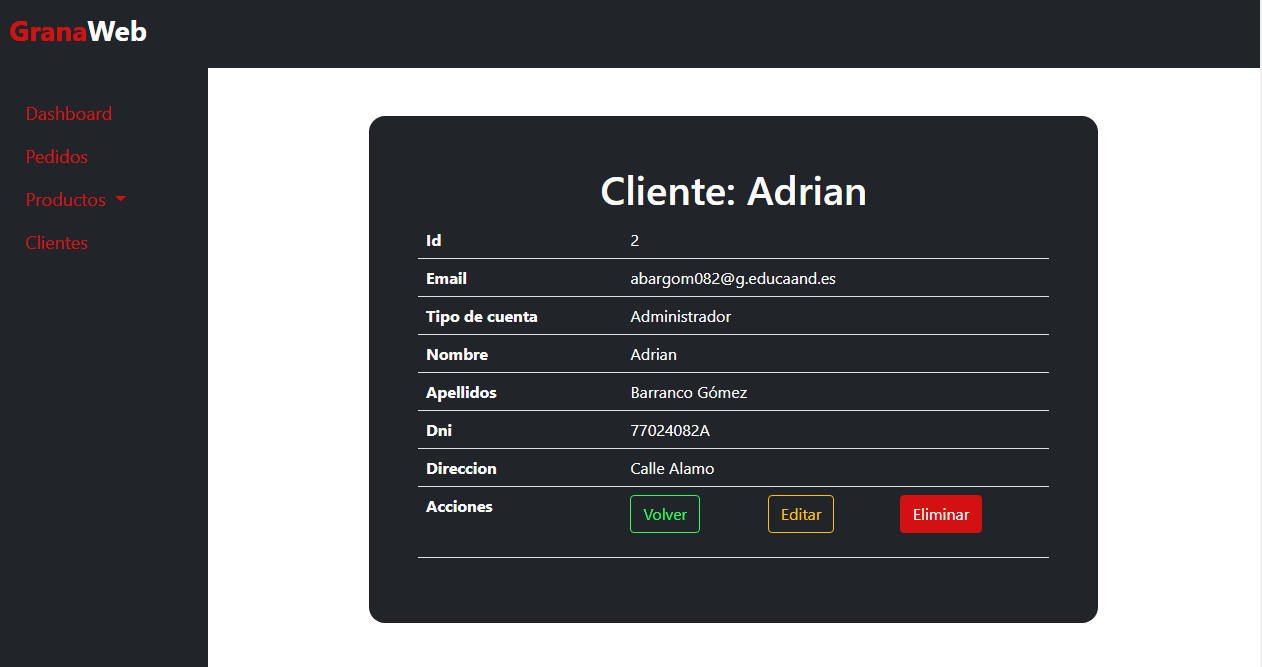 GranaWeb
Dashboard
Pedidos
Productos
Clientes
Cliente: Adrian
Id 2
Email abargom082@g.educaand.es
Tipo de cuenta Administrador
Nombre Adrian
Apellidos Barranco Gómez
Dni 77024082A
Direccion Calle Alamo
Acciones Volver Editar Eliminar